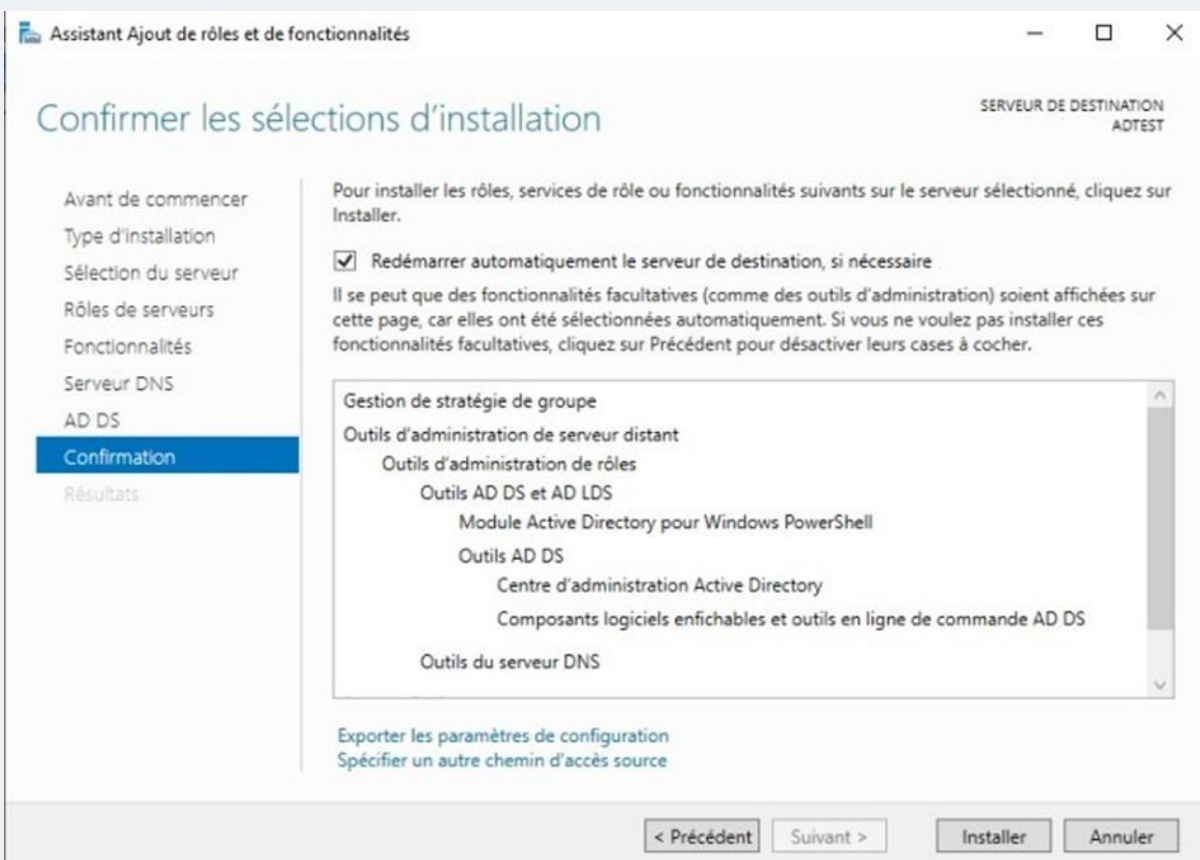 Assistant Ajout de rôles et de fonctionnalités
Confirmer les sélections d'installation
SERVEUR DE DESTINATION
ADTEST
Avant de commencer
Type d'installation
Sélection du serveur
Rôles de serveurs
Fonctionnalités
Serveur DNS
AD DS
Confirmation
Résultats
Pour installer les rôles, services de rôle ou fonctionnalités suivants sur le serveur sélectionné, cliquez sur
Installer.
Redémarrer automatiquement le serveur de destination, si nécessaire
Il se peut que des fonctionnalités facultatives (comme des outils d'administration) soient affichées sur
cette page, car elles ont été sélectionnées automatiquement. Si vous ne voulez pas installer ces
fonctionnalités facultatives, cliquez sur Précédent pour désactiver leurs cases à cocher.
Gestion de stratégie de groupe
Outils d'administration de serveur distant
Outils d'administration de rôles
Outils AD DS et AD LDS
Module Active Directory pour Windows PowerShell
Outils AD DS
Centre d'administration Active Directory
Composants logiciels enfichables et outils en ligne de commande AD DS
Outils du serveur DNS
Exporter les paramètres de configuration
Spécifier un autre chemin d'accès source
< Précédent
Suivant >
Installer
Annuler